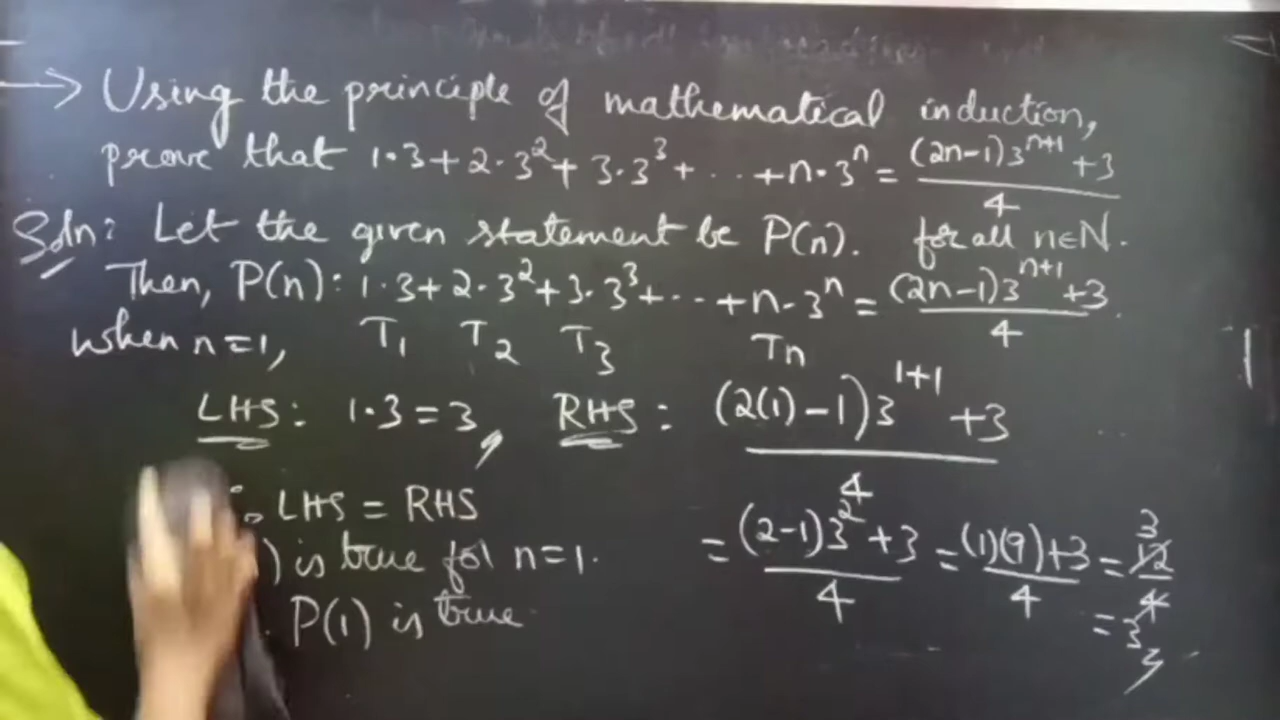 → Using the principle of mathematical induction,
prove that 1·3+2·3²+3·3³+···+n·3ⁿ = ((2n-1)3ⁿ⁺¹+3)/4
Soln: Let the given statement be P(n). for all n∈N.
Then, P(n): 1·3+2·3²+3·3³+···+n·3ⁿ = ((2n-1)3ⁿ⁺¹+3)/4.
when n=1, T₁ T₂ T₃ Tn
LHS: 1·3=3, RHS: ((2(1)-1)3¹⁺¹+3)/4
∴ LHS = RHS
= ((2-1)3²+3)/4 = ((1)(9)+3)/4 = 12/4 3
) is true for n=1.
= 3,
P(1) is true